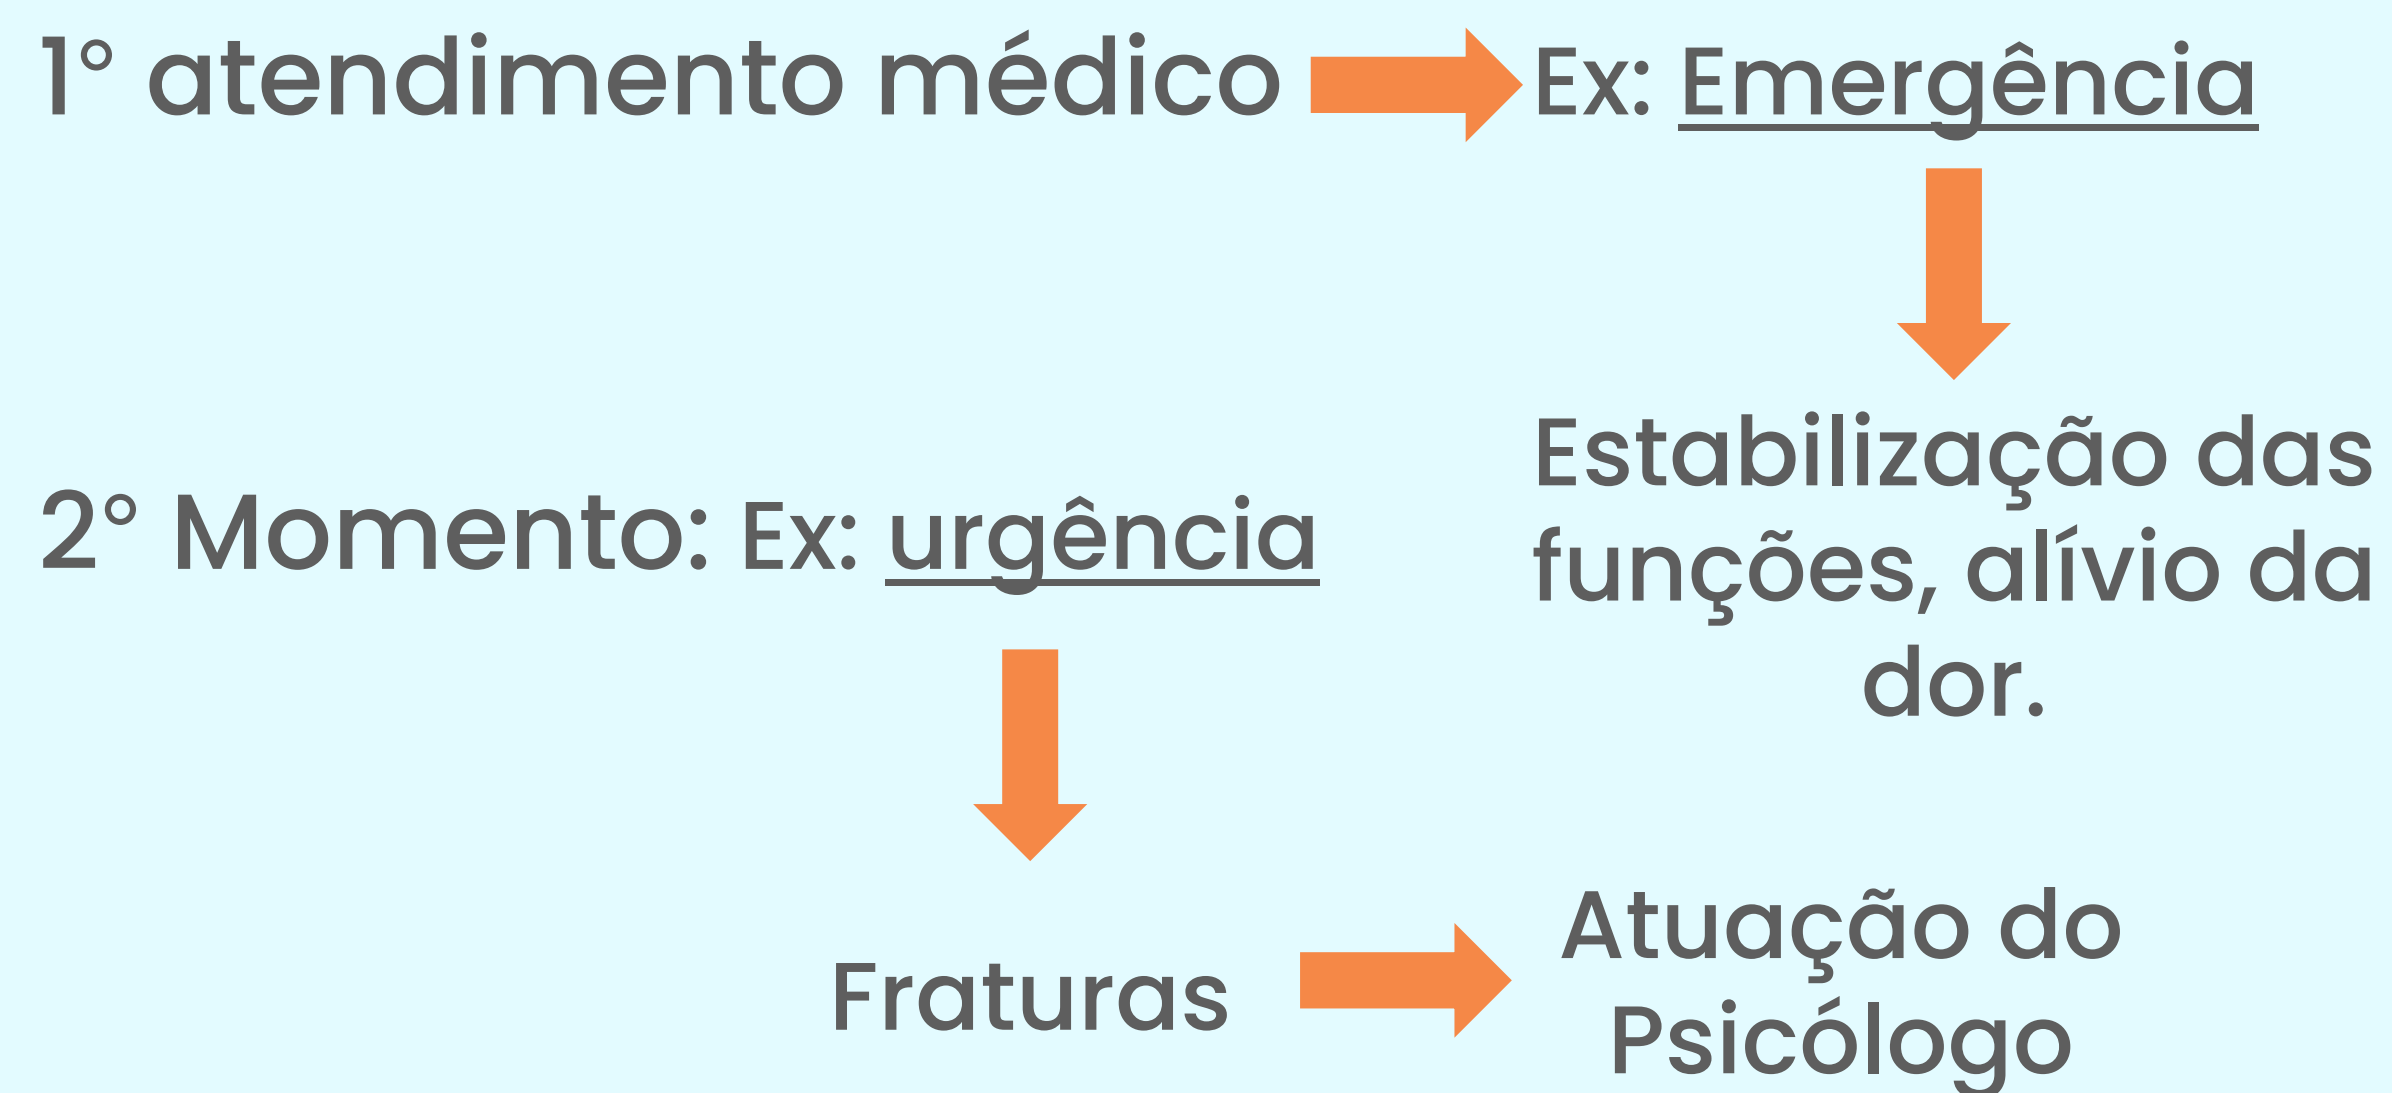 1° atendimento médico
Ex: Emergência
Estabilização das
funções, alívio da
dor.
2° Momento: Ex: urgência
Fraturas
Atuação do
Psicólogo